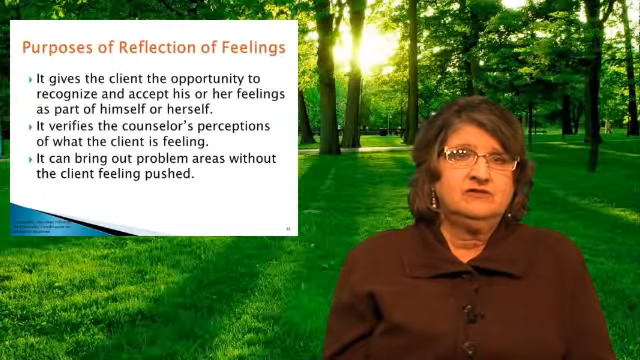 Purposes of Reflection of Feelings
It gives the client the opportunity to
recognize and accept his or her feelings
as part of himself or herself.
It verifies the counselor's perceptions
of what the client is feeling.
It can bring out problem areas without
the client feeling pushed.